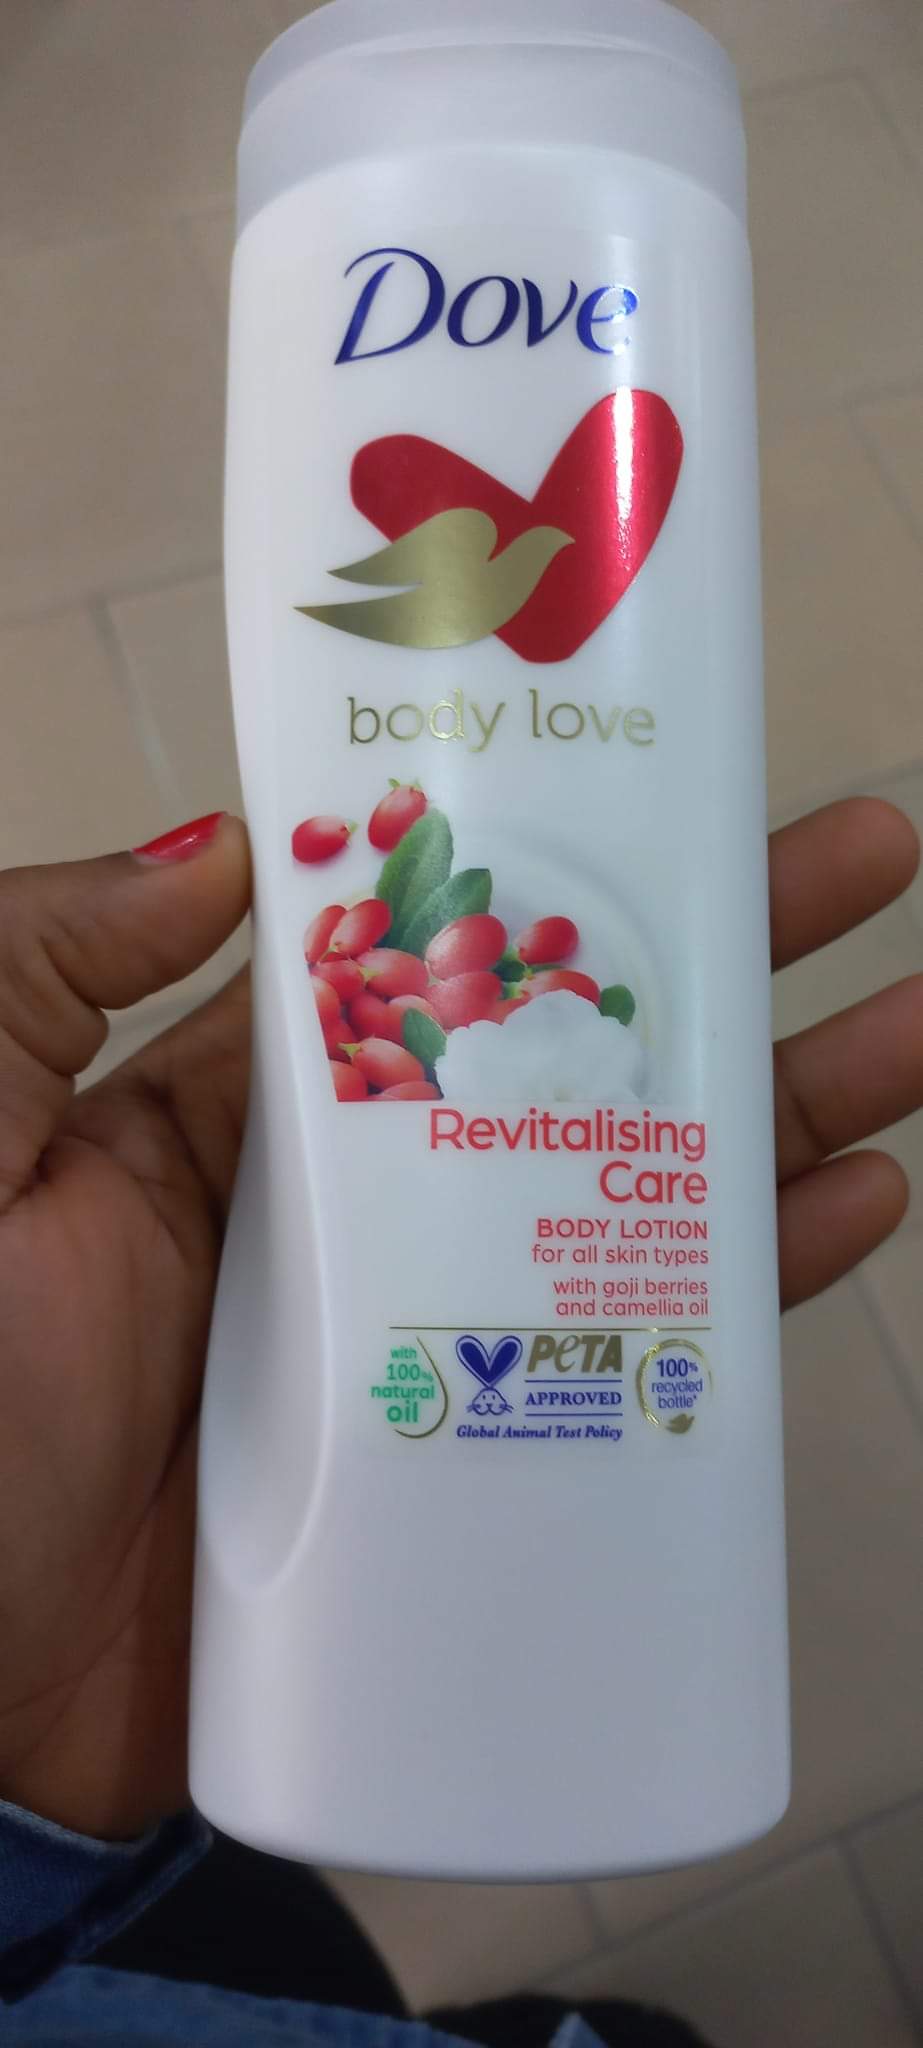 Dove
body love
Revitalising
Care
BODY LOTION
for all skin types
with goji berries
and camellia oil
with
100%
natural
oil
PETA
APPROVED
Global Animal Test Policy
100%
recycled
bottle*